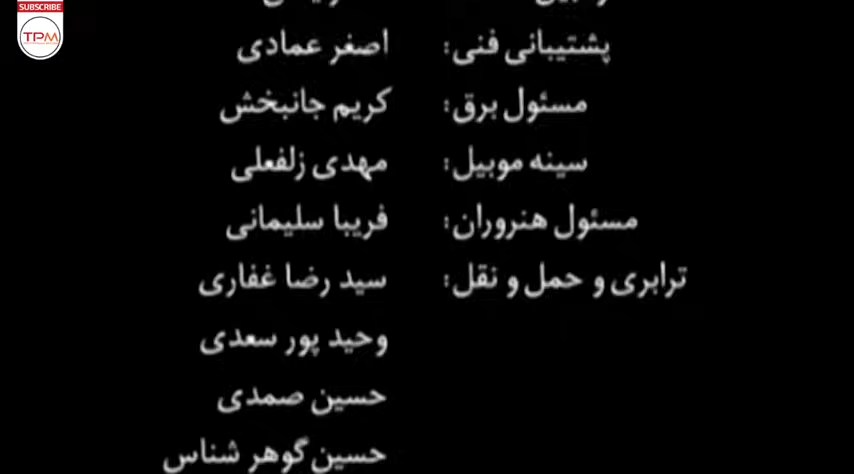 SUBSCRIBE
TPM
پشتیبانی فنی: اصغر عمادی
مسئول برق: کریم جانبخش
سینه موبیل: مهدی زلفعلی
مسئول هنروران: فریبا سلیمانی
ترابری و حمل و نقل: سید رضا غفاری
وحید پور سعدی
حسین صمدی
حسین گوهر شناس